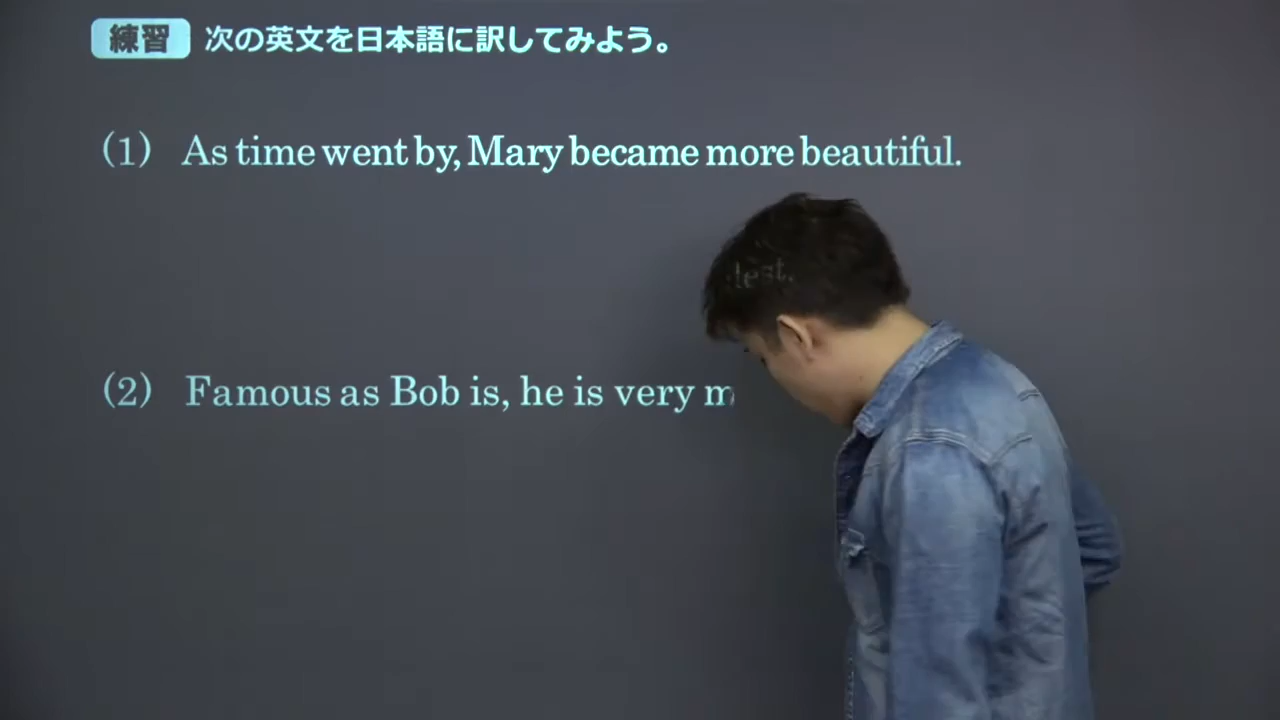 練習 次の英文を日本語に訳してみよう。
(1) As time went by, Mary became more beautiful.
(2) Famous as Bob is, he is very